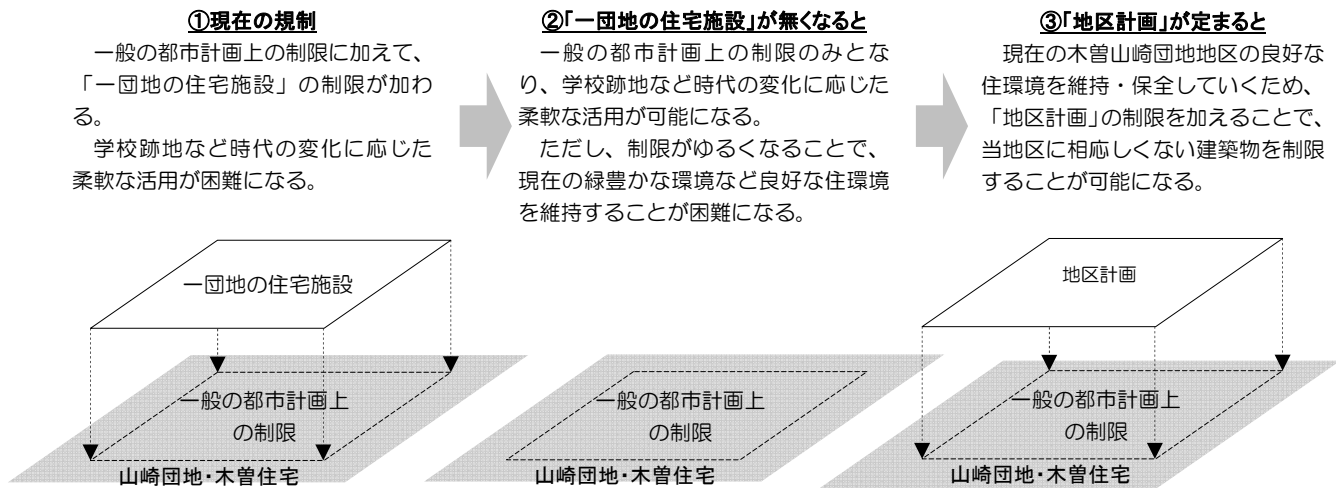 ①現在の規制
一般の都市計画上の制限に加えて、
「一団地の住宅施設」の制限が加わ
る。
学校跡地など時代の変化に応じた
柔軟な活用が困難になる。
②「一団地の住宅施設」が無くなると
一般の都市計画上の制限のみとな
り、学校跡地など時代の変化に応じた
柔軟な活用が可能になる。
ただし、制限がゆるくなることで、
現在の緑豊かな環境など良好な住環境
を維持することが困難になる。
③「地区計画」が定まると
現在の木曽山崎団地地区の良好な
住環境を維持・保全していくため、
「地区計画」の制限を加えることで、
当地区に相応しくない建築物を制限
することが可能になる。
一団地の住宅施設
一般の都市計画上
の制限
山崎団地・木曽住宅
一般の都市計画上
の制限
山崎団地・木曽住宅
地区計画
一般の都市計画上
の制限
山崎団地・木曽住宅